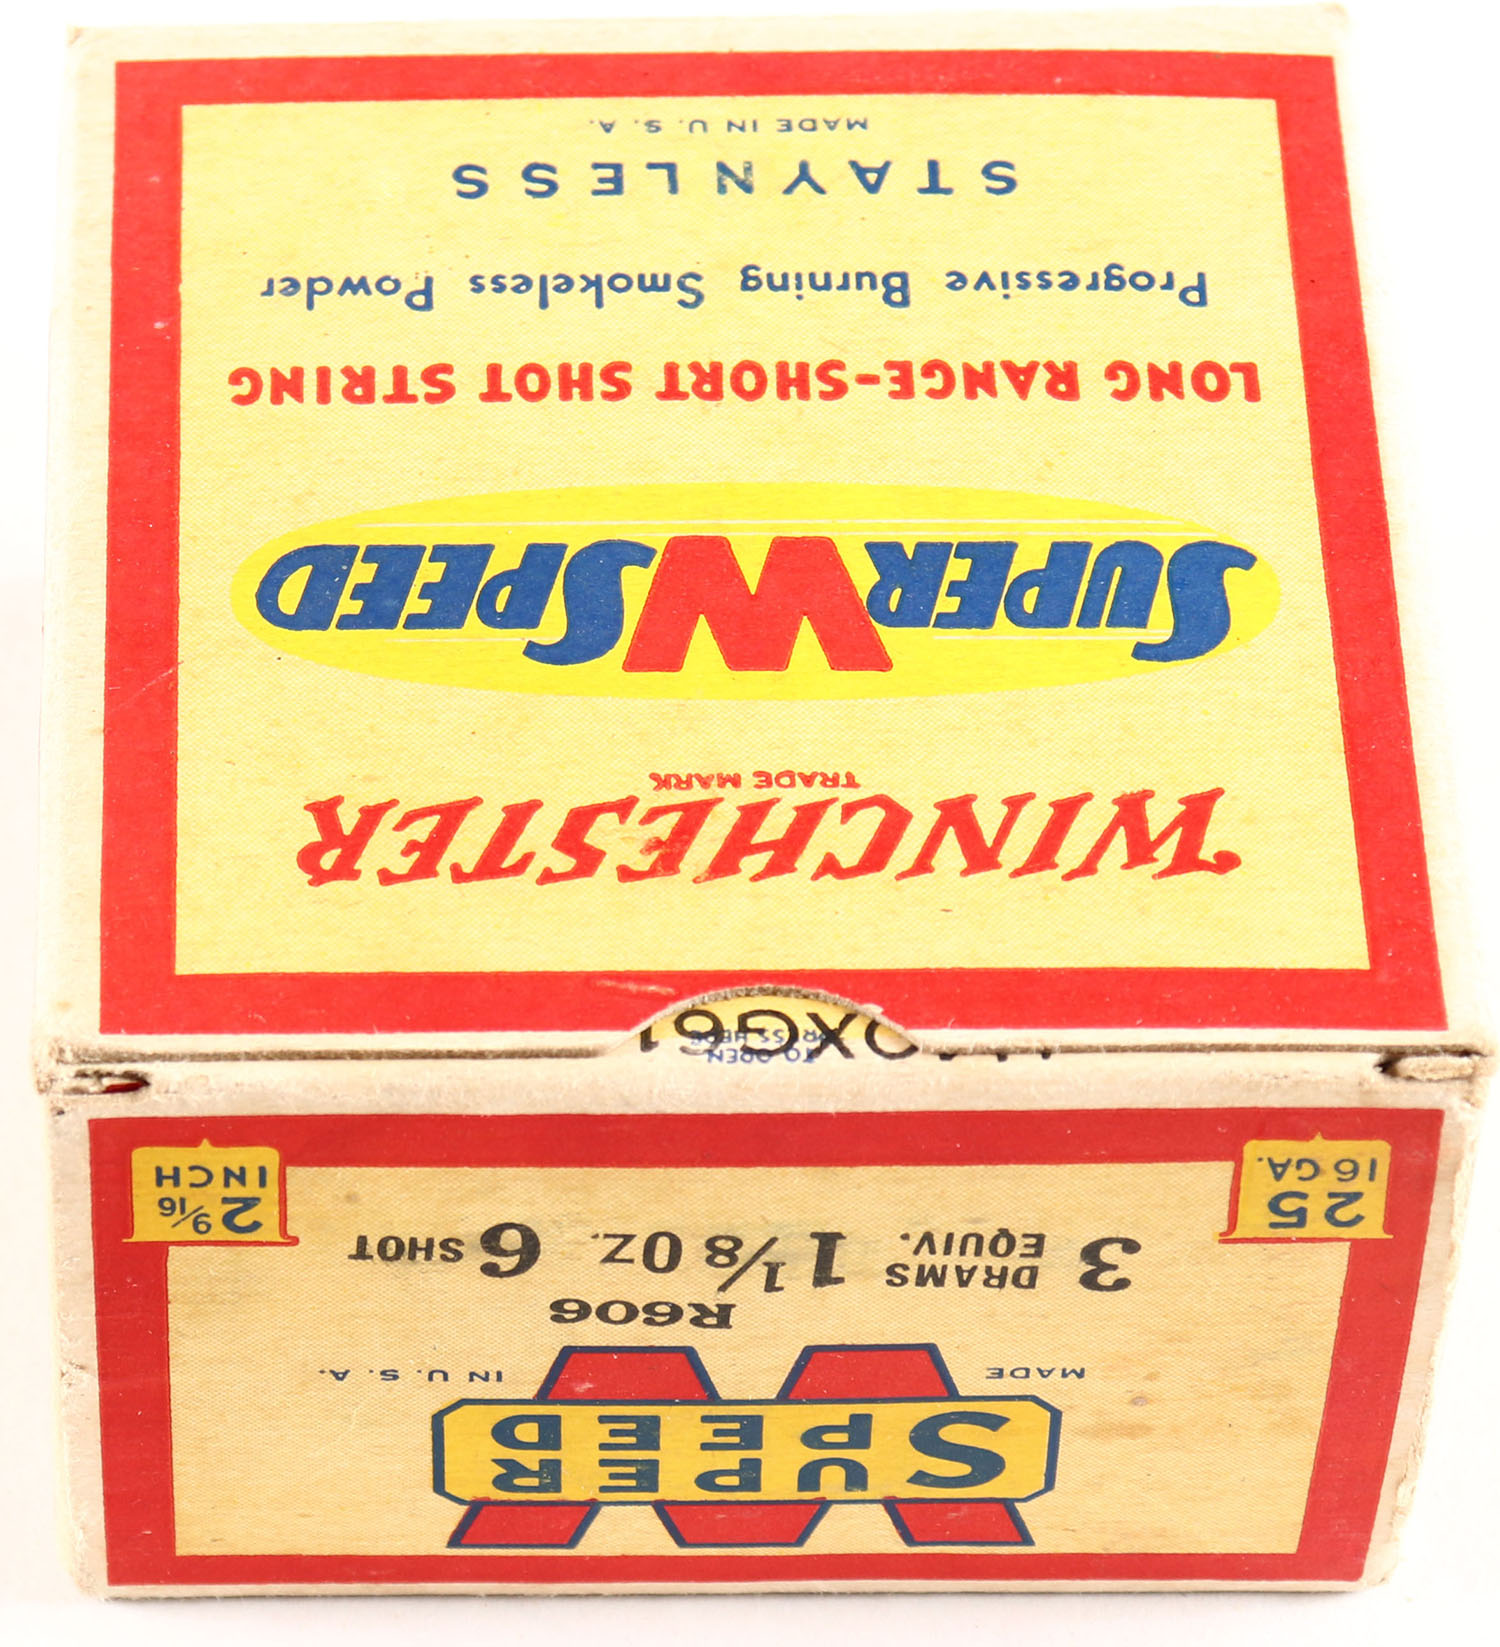 SUPER
SPEED
MADE IN U. S. A.
R606
3 DRAMS EQUIV. 1 1/8 OZ. 6 SHOT
25
16 GA.
2 9/16
INCH
TO OPEN
WINCHESTER
TRADE MARK
SUPER W SPEED
LONG RANGE-SHORT SHOT STRING
Progressive Burning Smokeless Powder
STAYNLESS
MADE IN U. S. A.